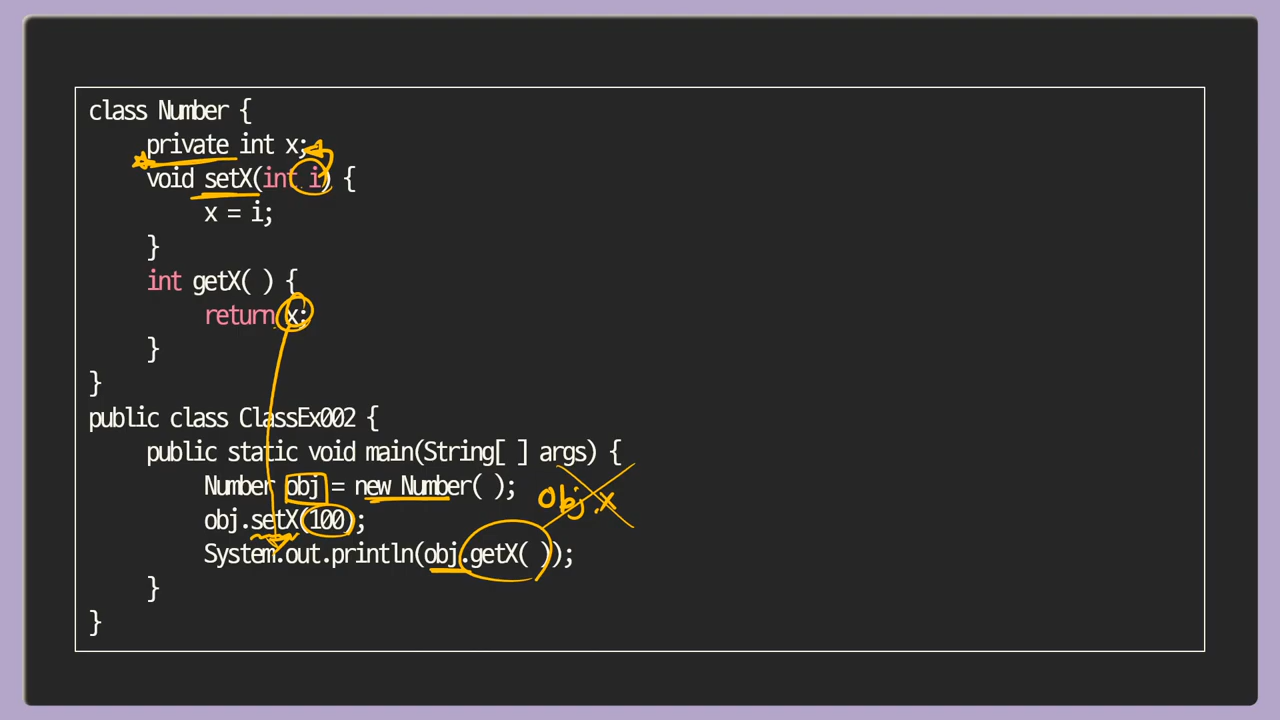 class Number {
private int x;
void setX(int i) {
x = i;
}
int getX( ) {
return x;
}
}
public class ClassEx002 {
public static void main(String[ ] args) {
Number obj = new Number( );
obj.x
obj.setX(100);
System.out.println(obj.getX( ));
}
}